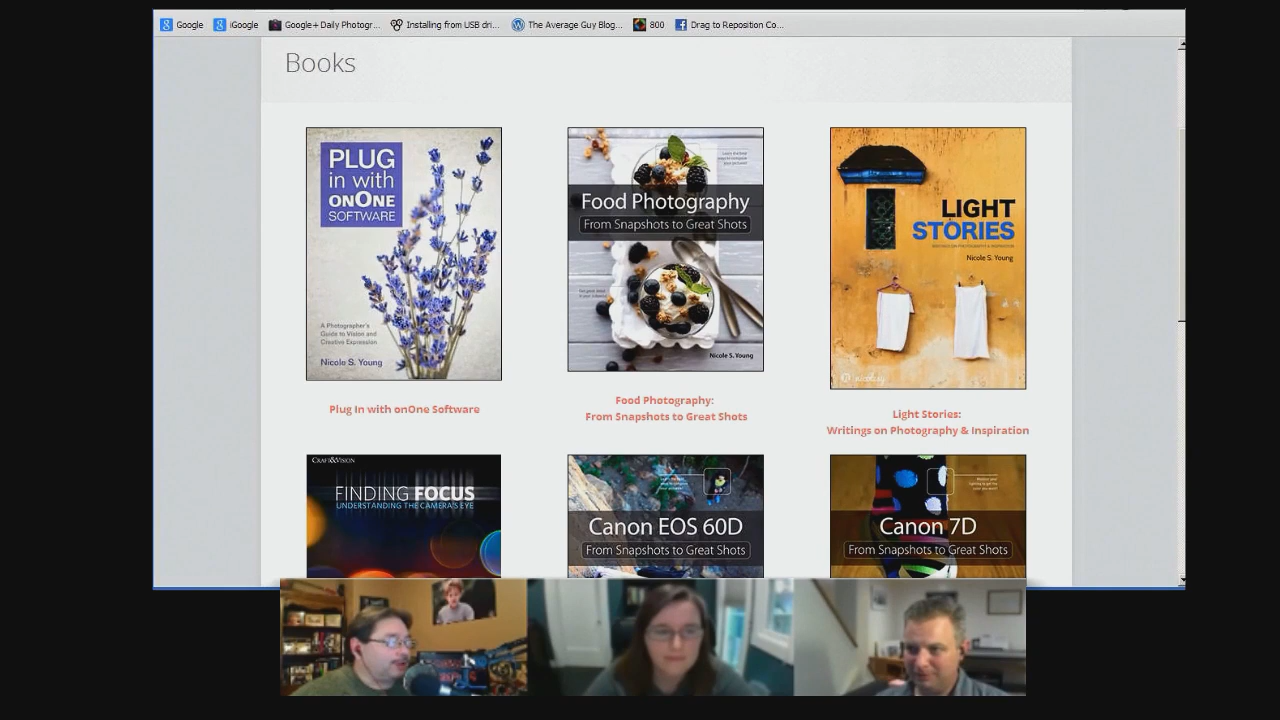 Google
iGoogle
Google+ Daily Photogr...
Installing from USB dri...
The Average Guy Blog...
800
Drag to Reposition Co...
Books
PLUG
in with
onOne
SOFTWARE
A Photographer's
Guide to Vision and
Creative Expression
Nicole S. Young
Plug In with onOne Software
Food Photography
From Snapshots to Great Shots
Nicole S. Young
Food Photography:
From Snapshots to Great Shots
LIGHT
STORIES
Nicole S. Young
Light Stories:
Writings on Photography & Inspiration
CRAFT&VISION
FINDING FOCUS
UNDERSTANDING THE CAMERA'S EYE
Canon EOS 60D
From Snapshots to Great Shots
Canon 7D
From Snapshots to Great Shots